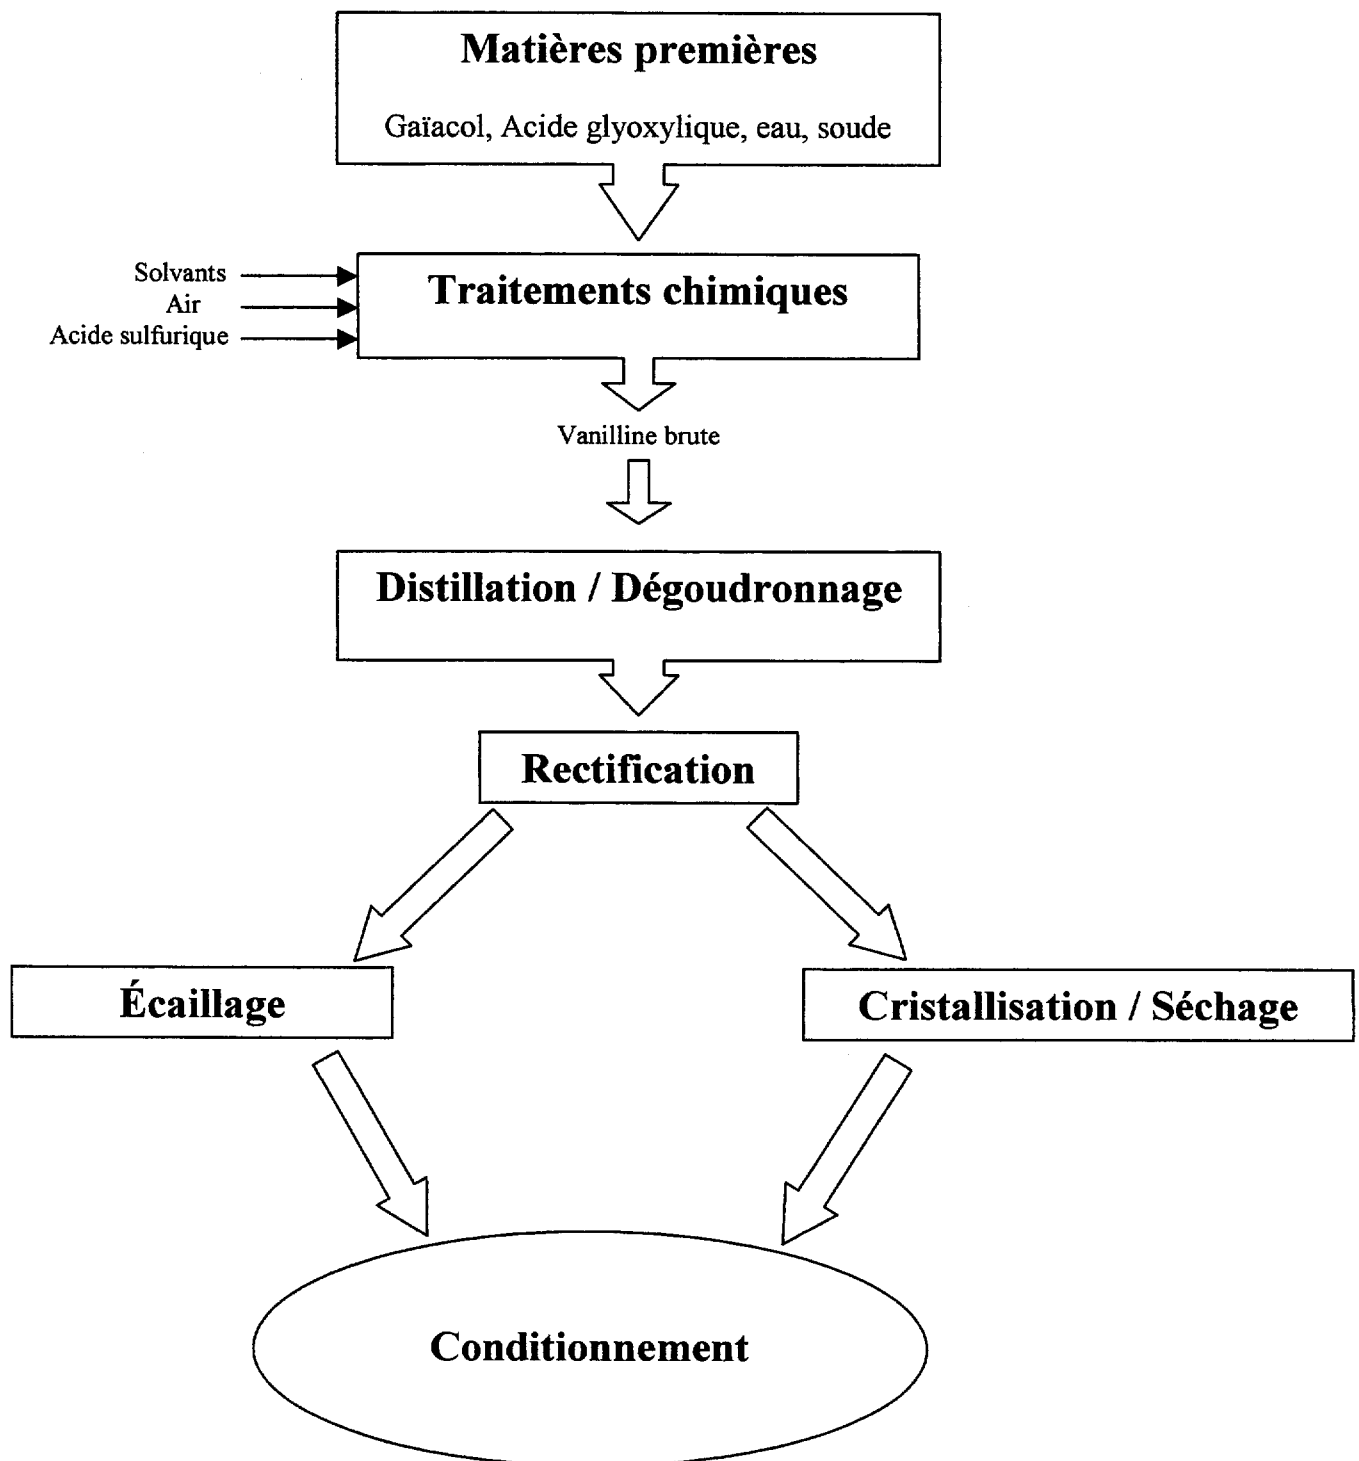 Matières premières
Gaïacol, Acide glyoxylique, eau, soude
Solvants
Air
Acide sulfurique
Traitements chimiques
Vanilline brute
Distillation / Dégoudronnage
Rectification
Écaillage
Cristallisation / Séchage
Conditionnement